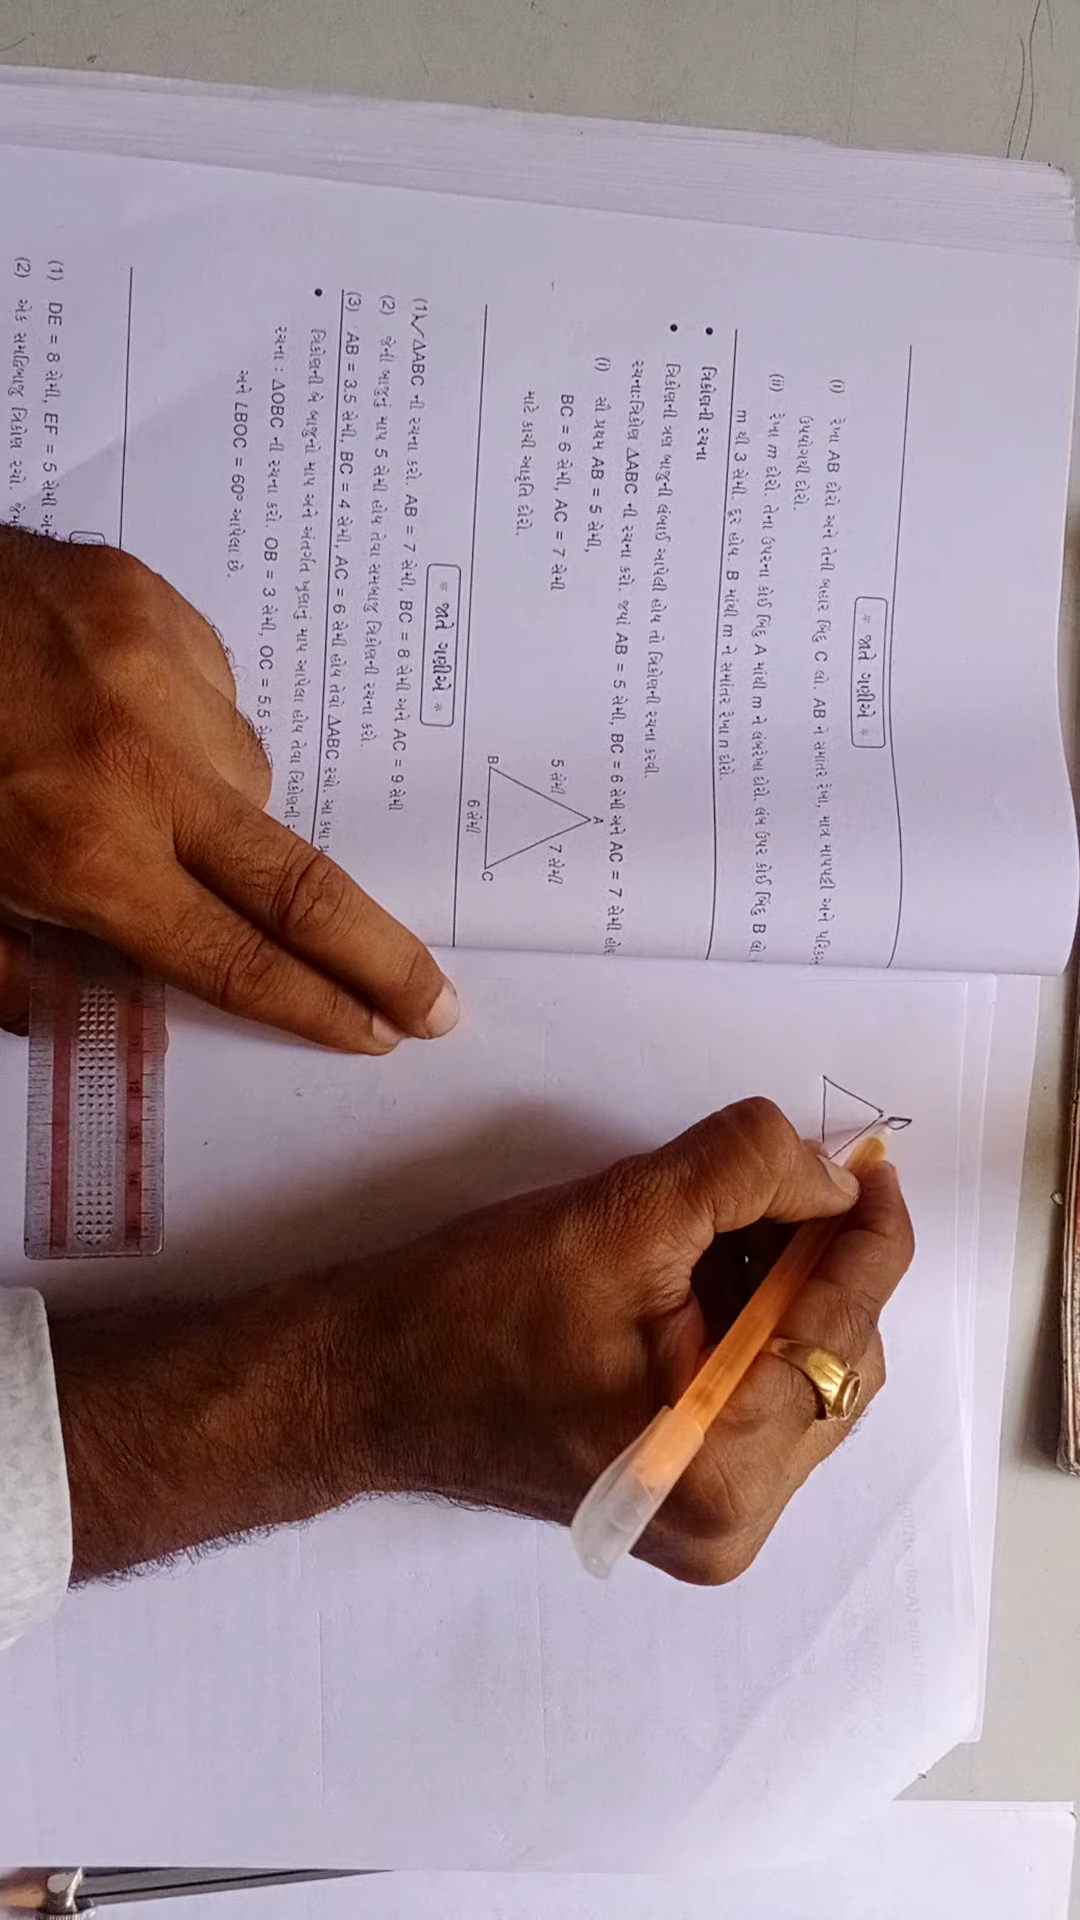 * જાતે ગણીએ *
(i) રેખા AB દોરો અને તેની બહાર બિંદુ C લો. AB ને સમાંતર રેખા, માત્ર માપપટ્ટી અને
ઉપયોગથી દોરો.
(ii) રેખા m દોરો. તેના ઉપરના કોઈ બિંદુ A માંથી m ને લંબરેખા દોરો. લંબ ઉપર કોઈ બિંદુ B લો.
m થી 3 સેમી. દૂર હોય. B માંથી m ને સમાંતર રેખા n દોરો.
• ત્રિકોણની રચના
• ત્રિકોણની ત્રણ બાજુની લંબાઈ આપેલી હોય તો ત્રિકોણની રચના કરવી.
રચના:ત્રિકોણ ΔABC ની રચના કરો. જ્યાં AB = 5 સેમી, BC = 6 સેમી અને AC = 7 સેમી
(i) સૌ પ્રથમ AB = 5 સેમી,
BC = 6 સેમી, AC = 7 સેમી
માટે કાચી આકૃતિ દોરો.
A
5 સેમી 7 સેમી
B C
6 સેમી
* જાતે ગણીએ *
(1) ΔABC ની રચના કરો. AB = 7 સેમી, BC = 8 સેમી અને AC = 9 સેમી
(2) જેની બાજુનું માપ 5 સેમી હોય તેવા સમબાજુ ત્રિકોણની રચના કરો.
(3) AB = 3.5 સેમી, BC = 4 સેમી, AC = 6 સેમી હોય તેવો ΔABC રચો. આ કયા
• ત્રિકોણની બે બાજુનો માપ અને અંતર્ગત ખૂણાનું માપ આપેલા હોય તેવા ત્રિકોણની
રચના : ΔOBC ની રચના કરો. OB = 3 સેમી, OC = 5.5
અને ∠BOC = 60° આપેલા છે.
(1) DE = 8 સેમી, EF = 5 સેમી
(2) એક સમદ્વિબાજુ ત્રિકોણ રચો.